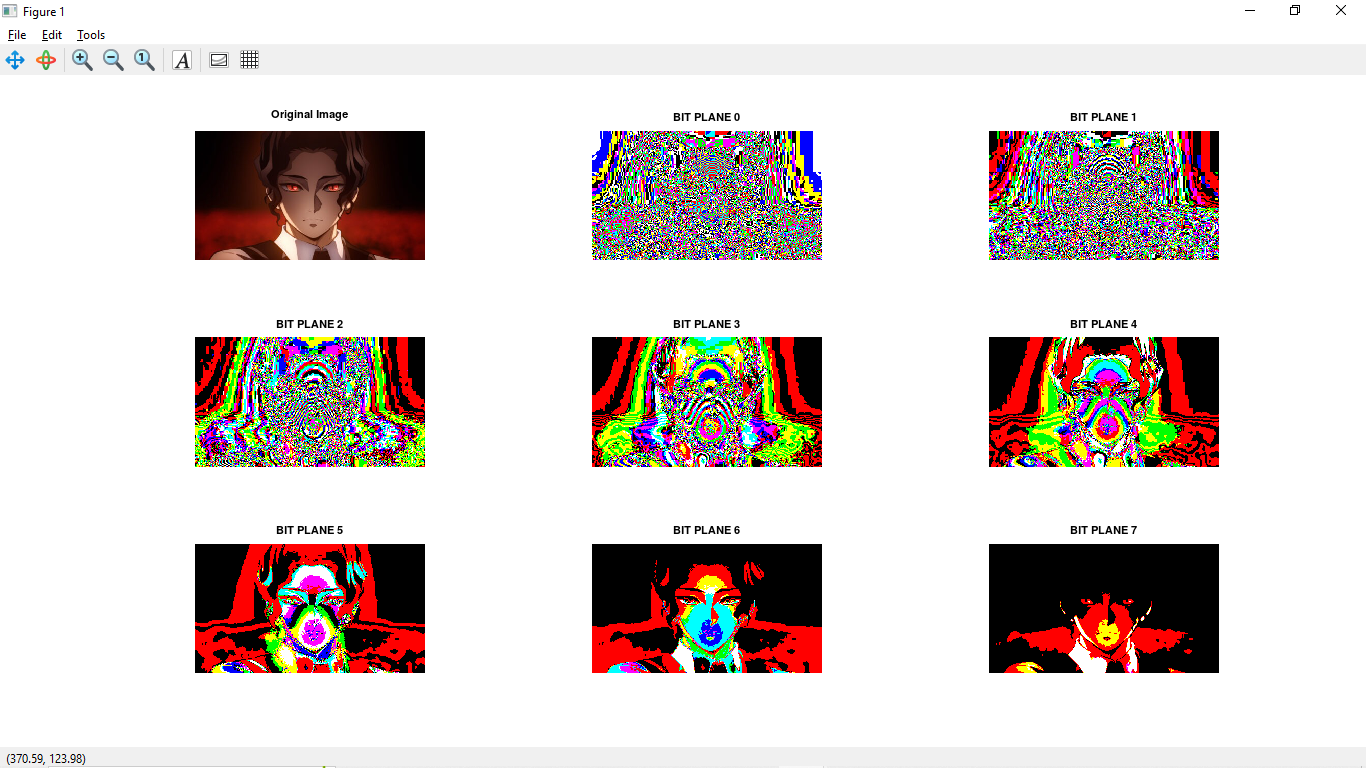 Figure 1
File Edit Tools
1 A
Original Image BIT PLANE 0 BIT PLANE 1
BIT PLANE 2 BIT PLANE 3 BIT PLANE 4
BIT PLANE 5 BIT PLANE 6 BIT PLANE 7
(370.59, 123.98)